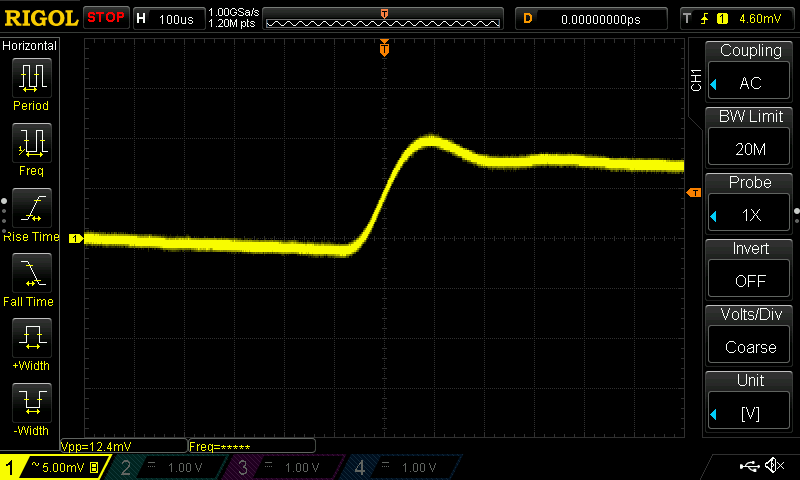 RIGOL STOP H 100us 1.00GSa/s D 0.00000000ps T 1 4.60mV
1.20M pts
T
Horizontal
Period
Freq
Rise Time
Fall Time
+Width
-Width
1
T
CH1
Coupling
AC
BW Limit
20M
Probe
1X
Invert
OFF
Volts/Div
Coarse
Unit
[V]
Vpp=12.4mV Freq=*****
1 ~ 5.00mV B 2 1.00 V 3 1.00 V 4 1.00 V